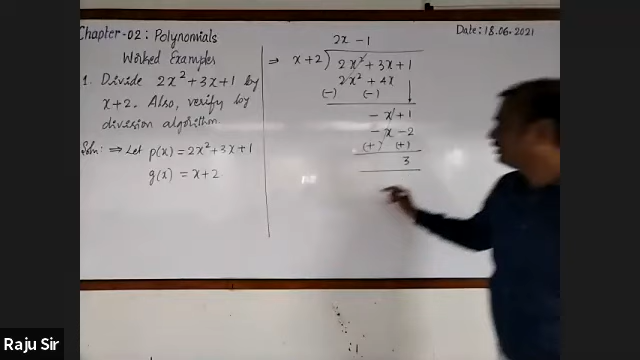 Chapter-02: Polynomials
Worked Examples
1. Divide 2x² + 3x + 1 by
x + 2. Also, verify by
division algorithm.
Soln: ⇒ Let p(x) = 2x² + 3x + 1
g(x) = x + 2
2x - 1
⇒ x + 2 ) 2x² + 3x + 1
2x² + 4x
(-) (-)
- x + 1
- x - 2
(+) (+)
3
Date: 18.06.2021
Raju Sir